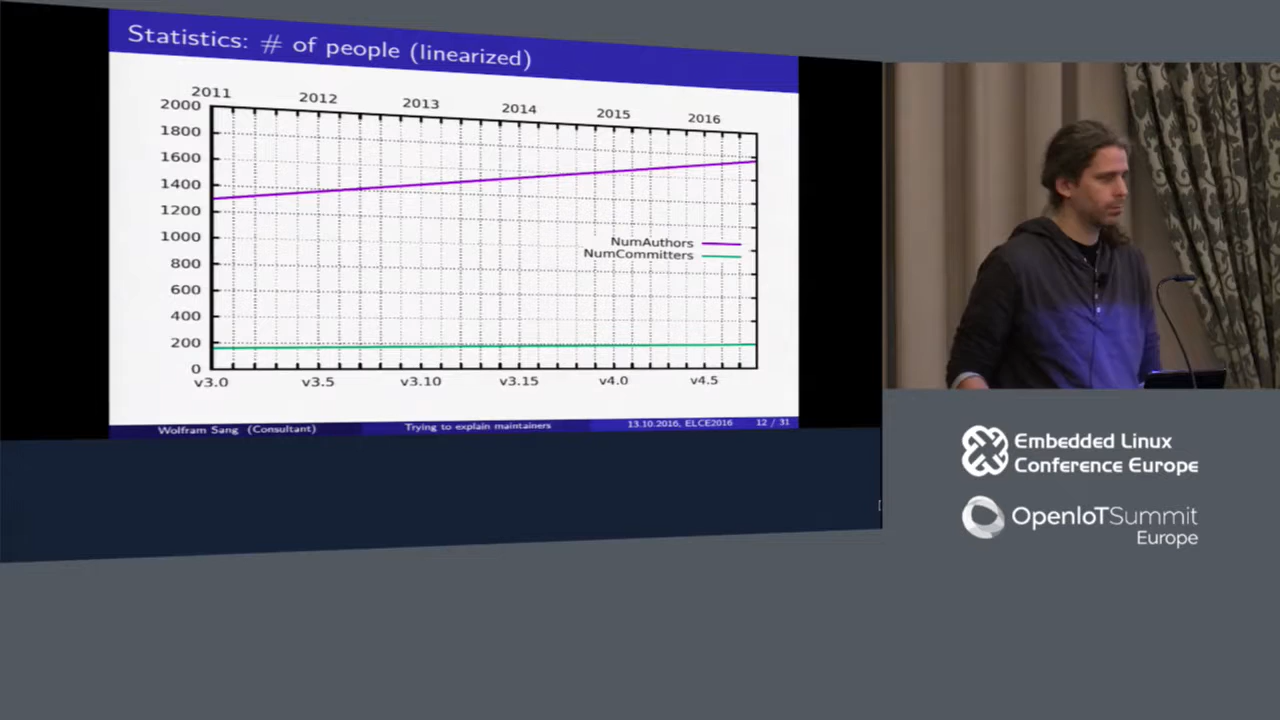 Statistics: # of people (linearized)
2011 2012 2013 2014 2015 2016
2000
1800
1600
1400
1200
1000
800
600
400
200
0
NumAuthors
NumCommitters
v3.0 v3.5 v3.10 v3.15 v4.0 v4.5
Wolfram Sang (Consultant) Trying to explain maintainers 13.10.2016, ELCE2016 12 / 31
Embedded Linux
Conference Europe
OpenIoTSummit
Europe